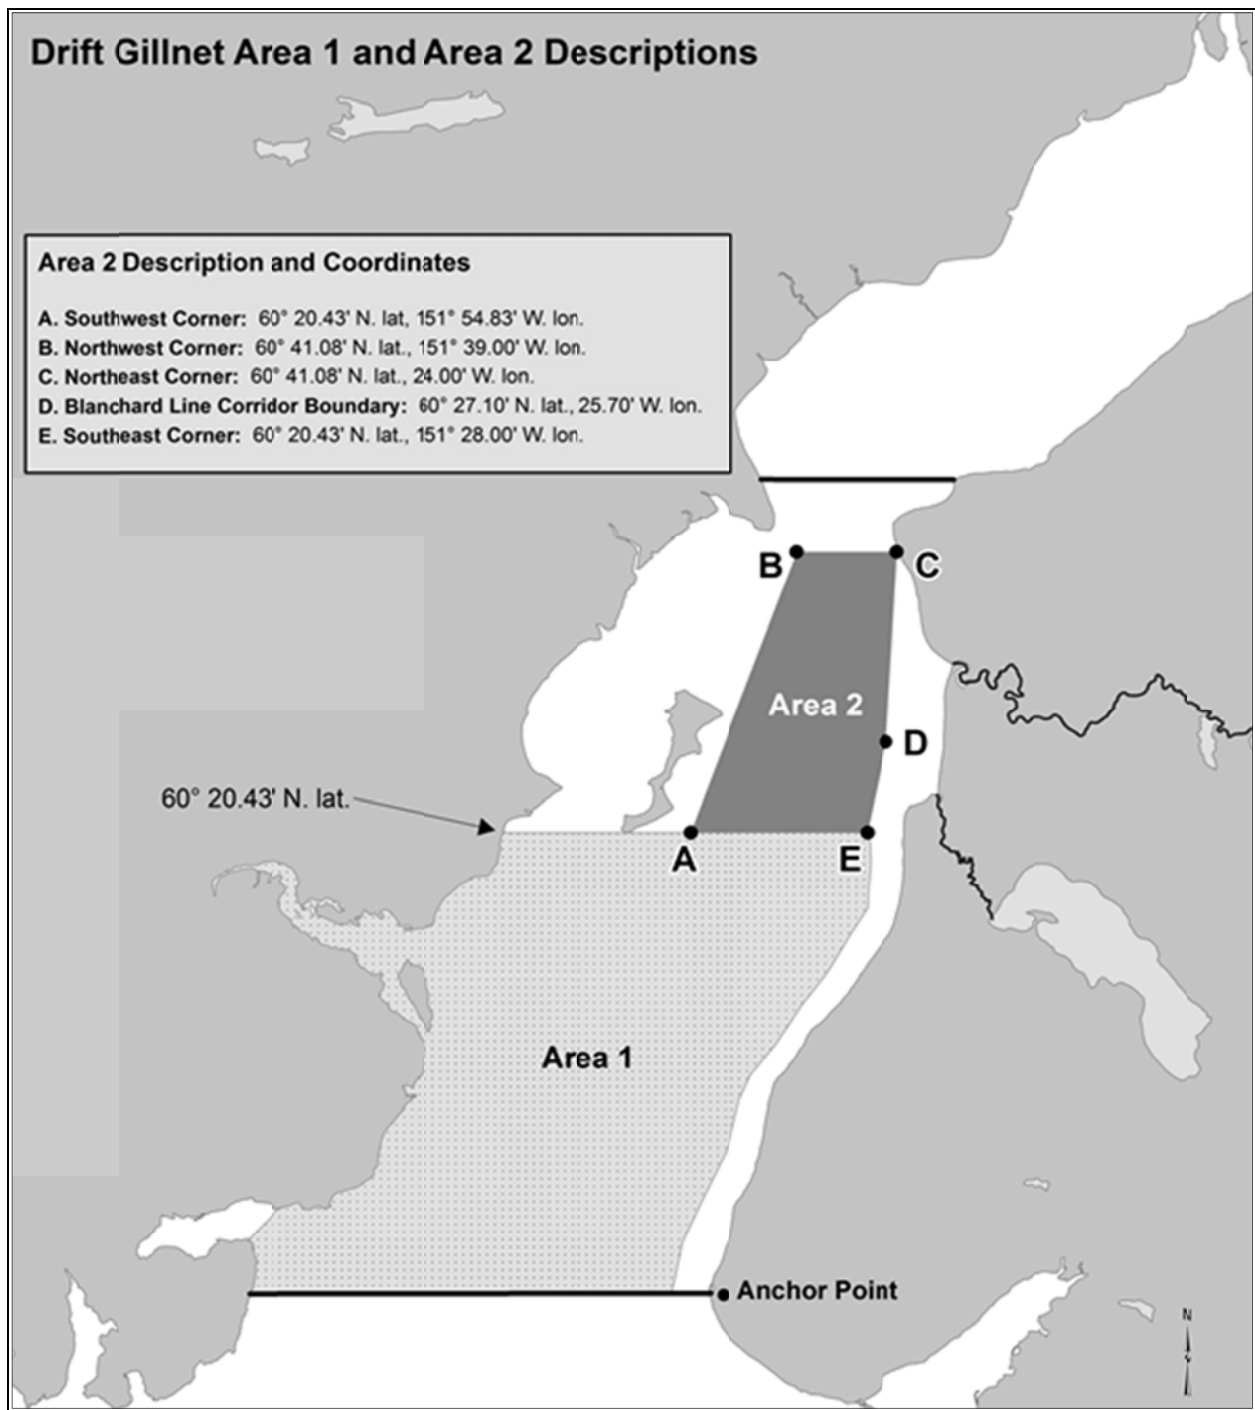 Drift Gillnet Area 1 and Area 2 Descriptions
Area 2 Description and Coordinates
A. Southwest Corner: 60° 20.43' N. lat, 151° 54.83' W. lon.
B. Northwest Corner: 60° 41.08' N. lat., 151° 39.00' W. lon.
C. Northeast Corner: 60° 41.08' N. lat., 24.00' W. lon.
D. Blanchard Line Corridor Boundary: 60° 27.10' N. lat., 25.70' W. lon.
E. Southeast Corner: 60° 20.43' N. lat., 151° 28.00' W. lon.
B
C
Area 2
D
60° 20.43' N. lat.
A
E
Area 1
Anchor Point
N